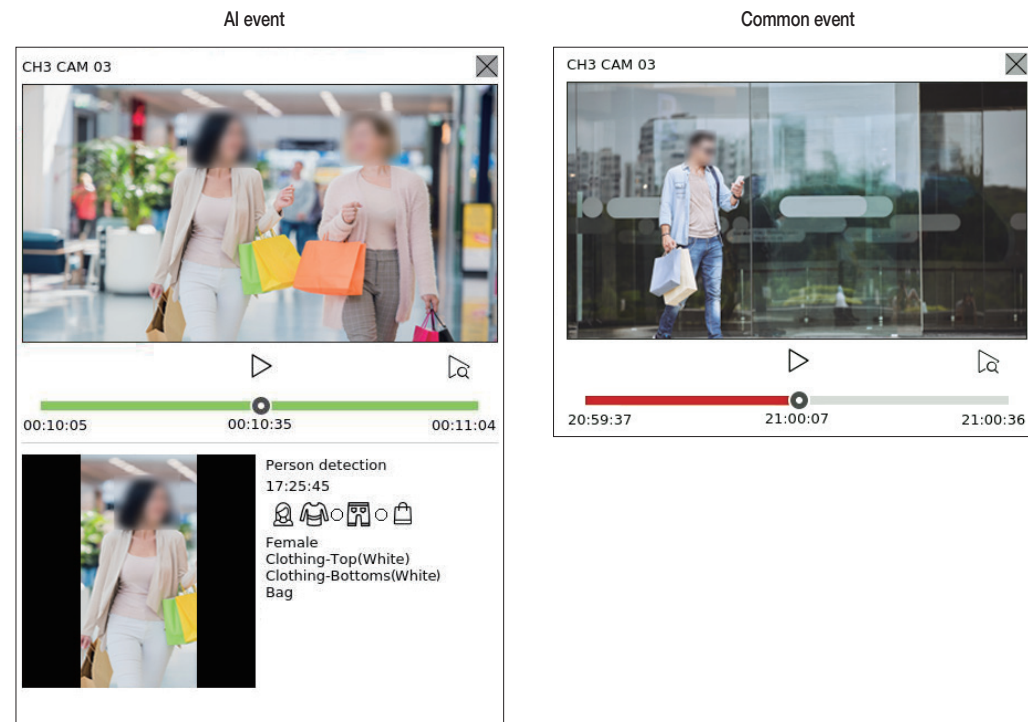 AI event
CH3 CAM 03
00:10:05
00:10:35
00:11:04
Person detection
17:25:45
Female
Clothing-Top(White)
Clothing-Bottoms(White)
Bag
Common event
CH3 CAM 03
20:59:37
21:00:07
21:00:36